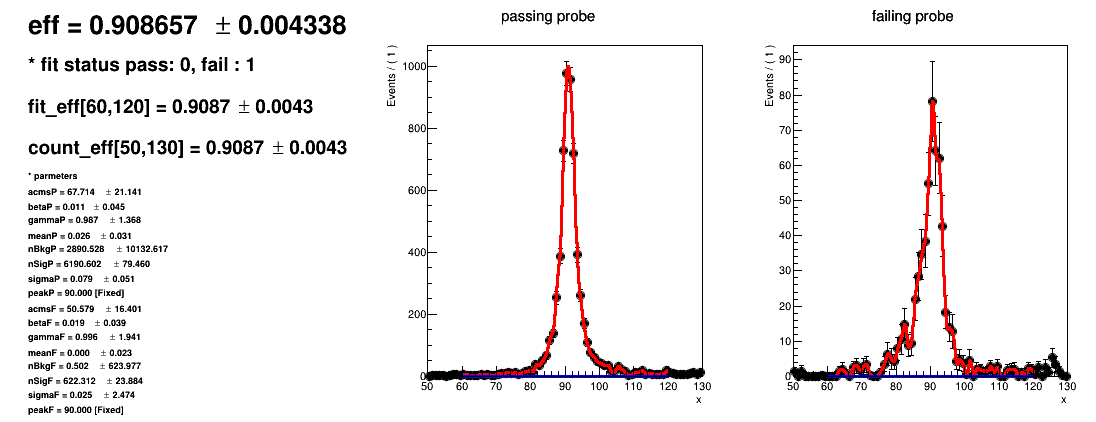 eff = 0.908657 ± 0.004338
* fit status pass: 0, fail : 1
fit_eff[60,120] = 0.9087 ± 0.0043
count_eff[50,130] = 0.9087 ± 0.0043
* parmeters
acmsP = 67.714 ± 21.141
betaP = 0.011 ± 0.045
gammaP = 0.987 ± 1.368
meanP = 0.026 ± 0.031
nBkgP = 2890.528 ± 10132.617
nSigP = 6190.602 ± 79.460
sigmaP = 0.079 ± 0.051
peakP = 90.000 [Fixed]
acmsF = 50.579 ± 16.401
betaF = 0.019 ± 0.039
gammaF = 0.996 ± 1.941
meanF = 0.000 ± 0.023
nBkgF = 0.502 ± 623.977
nSigF = 622.312 ± 23.884
sigmaF = 0.025 ± 2.474
peakF = 90.000 [Fixed]
passing probe
Events / ( 1 )
1000
800
600
400
200
0
50 60 70 80 90 100 110 120 130
x
failing probe
Events / ( 1 )
90
80
70
60
50
40
30
20
10
0
50 60 70 80 90 100 110 120 130
x